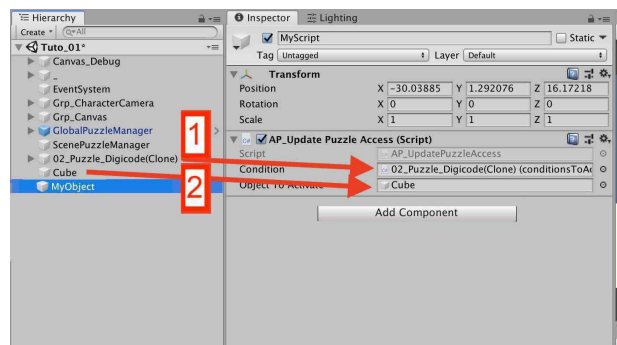 Hierarchy
Create
All
Tuto_01*
Canvas_Debug
_
EventSystem
Grp_CharacterCamera
Grp_Canvas
GlobalPuzzleManager
ScenePuzzleManager
02_Puzzle_Digicode(Clone)
Cube
MyObject
1
2
Inspector Lighting
MyScript Static
Tag Untagged Layer Default
Transform
Position X -30.03885 Y 1.292076 Z 16.17218
Rotation X 0 Y 0 Z 0
Scale X 1 Y 1 Z 1
AP_Update Puzzle Access (Script)
Script AP_UpdatePuzzleAccess
Condition 02_Puzzle_Digicode(Clone) (conditionsToAc
Object To Activate Cube
Add Component